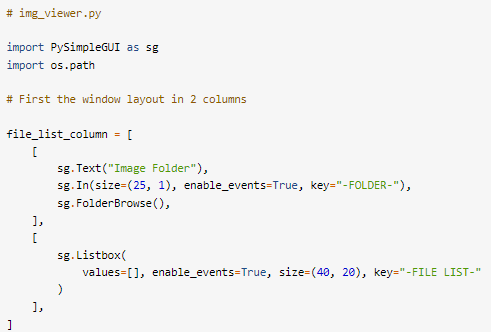 # img_viewer.py

import PySimpleGUI as sg
import os.path

# First the window layout in 2 columns

file_list_column = [
    [
        sg.Text("Image Folder"),
        sg.In(size=(25, 1), enable_events=True, key="-FOLDER-"),
        sg.FolderBrowse(),
    ],
    [
        sg.Listbox(
            values=[], enable_events=True, size=(40, 20), key="-FILE LIST-"
        )
    ],
]